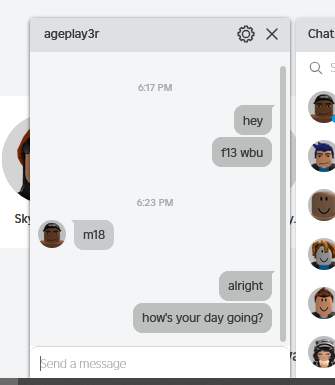 ageplay3r
Chat
6:17 PM
hey
f13 wbu
6:23 PM
m18
alright
how's your day going?
Send a message